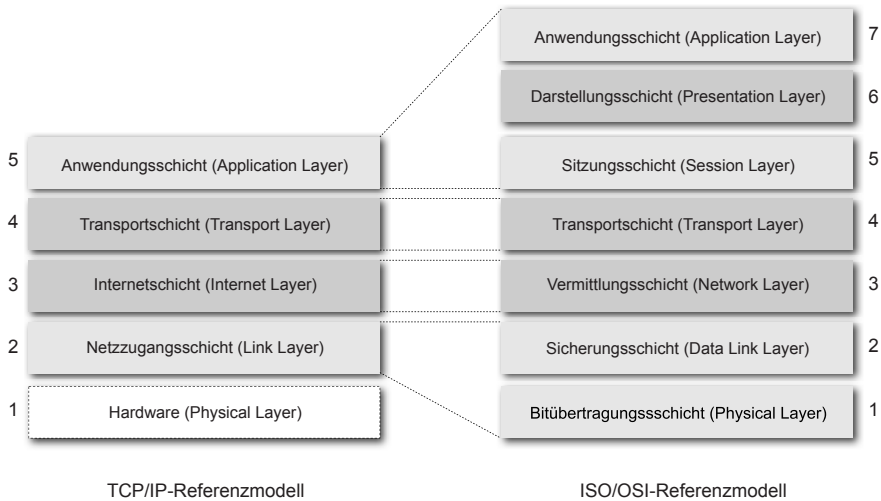 Anwendungsschicht (Application Layer) 7
Darstellungsschicht (Presentation Layer) 6
5 Anwendungsschicht (Application Layer) Sitzungsschicht (Session Layer) 5
4 Transportschicht (Transport Layer) Transportschicht (Transport Layer) 4
3 Internetschicht (Internet Layer) Vermittlungsschicht (Network Layer) 3
2 Netzzugangsschicht (Link Layer) Sicherungsschicht (Data Link Layer) 2
1 Hardware (Physical Layer) Bitübertragungssschicht (Physical Layer) 1
TCP/IP-Referenzmodell ISO/OSI-Referenzmodell